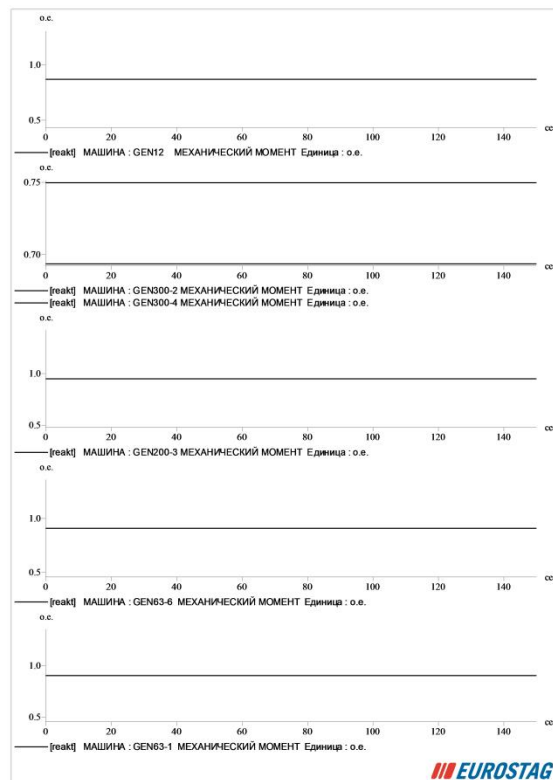 о.е.
1.0
0.5
0 20 40 60 80 100 120 140 сс
[reakt] МАШИНА : GEN12 МЕХАНИЧЕСКИЙ МОМЕНТ Единица : о.е.
о.е.
0.75
0.70
0 20 40 60 80 100 120 140 сс
[reakt] МАШИНА : GEN300-2 МЕХАНИЧЕСКИЙ МОМЕНТ Единица : о.е.
[reakt] МАШИНА : GEN300-4 МЕХАНИЧЕСКИЙ МОМЕНТ Единица : о.е.
о.е.
1.0
0.5
0 20 40 60 80 100 120 140 сс
[reakt] МАШИНА : GEN200-3 МЕХАНИЧЕСКИЙ МОМЕНТ Единица : о.е.
о.е.
1.0
0.5
0 20 40 60 80 100 120 140 сс
[reakt] МАШИНА : GEN63-6 МЕХАНИЧЕСКИЙ МОМЕНТ Единица : о.е.
о.е.
1.0
0.5
0 20 40 60 80 100 120 140 сс
[reakt] МАШИНА : GEN63-1 МЕХАНИЧЕСКИЙ МОМЕНТ Единица : о.е.
EUROSTAG